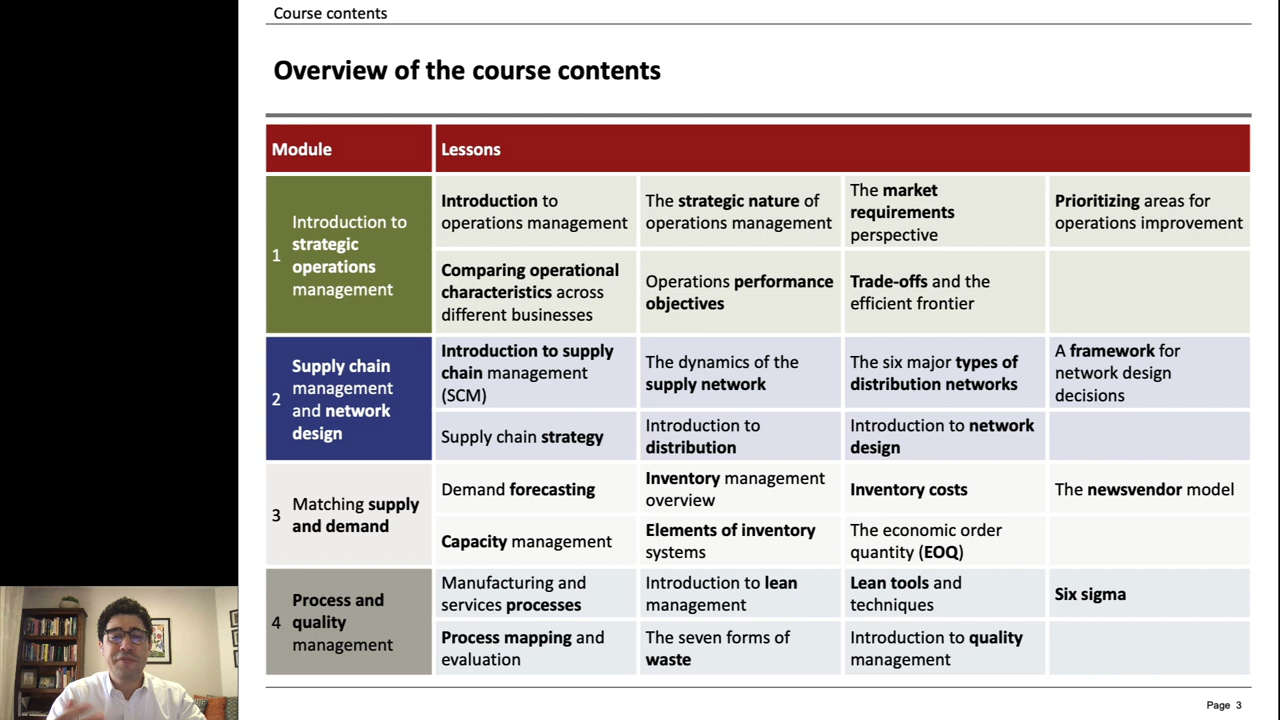 Course contents
Overview of the course contents
Module
Lessons
1
Introduction to
strategic
operations
management
Introduction to
operations management
The strategic nature of
operations management
The market
requirements
perspective
Prioritizing areas for
operations improvement
Comparing operational
characteristics across
different businesses
Operations performance
objectives
Trade-offs and the
efficient frontier
2
Supply chain
management
and network
design
Introduction to supply
chain management
(SCM)
The dynamics of the
supply network
The six major types of
distribution networks
A framework for
network design
decisions
Supply chain strategy
Introduction to
distribution
Introduction to network
design
3
Matching supply
and demand
Demand forecasting
Inventory management
overview
Inventory costs
The newsvendor model
Capacity management
Elements of inventory
systems
The economic order
quantity (EOQ)
4
Process and
quality
management
Manufacturing and
services processes
Introduction to lean
management
Lean tools and
techniques
Six sigma
Process mapping and
evaluation
The seven forms of
waste
Introduction to quality
management
Page 3